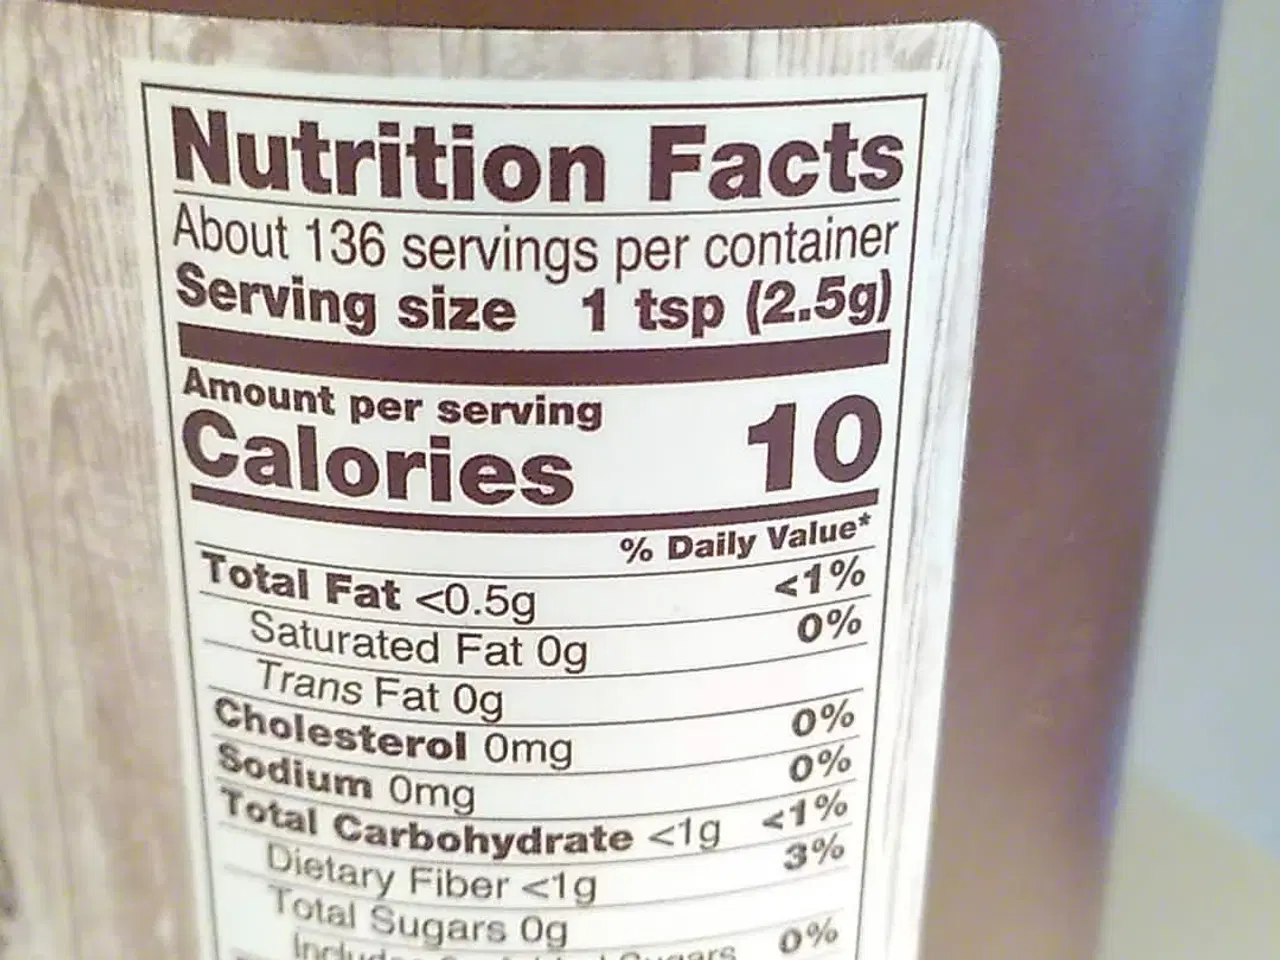 Nutrition Facts
About 136 servings per container
Serving size 1 tsp (2.5g)
Amount per serving
Calories 10
% Daily Value*
Total Fat <0.5g <1%
Saturated Fat 0g 0%
Trans Fat 0g
Cholesterol 0mg 0%
Sodium 0mg 0%
Total Carbohydrate <1g <1%
Dietary Fiber <1g 3%
Total Sugars 0g
Sugars 0%